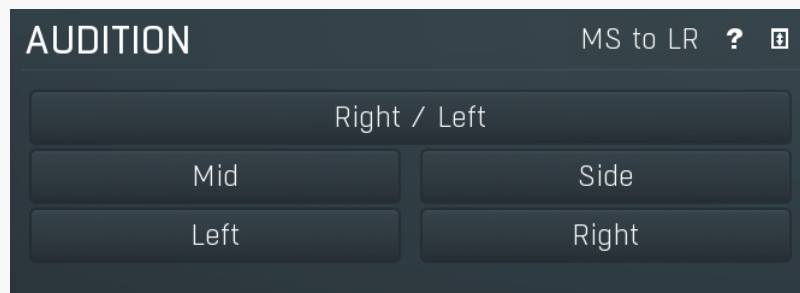 AUDITION MS to LR ?
Right / Left
Mid Side
Left Right